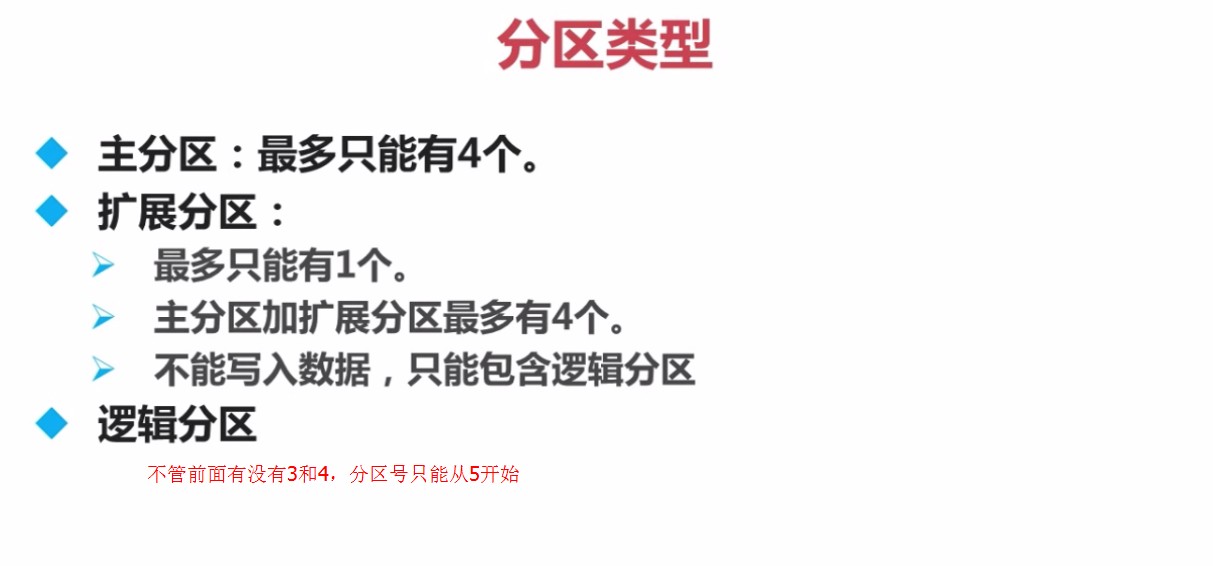 分区类型
主分区：最多只能有4个。
扩展分区：
最多只能有1个。
主分区加扩展分区最多有4个。
不能写入数据，只能包含逻辑分区
逻辑分区
不管前面有没有3和4，分区号只能从5开始